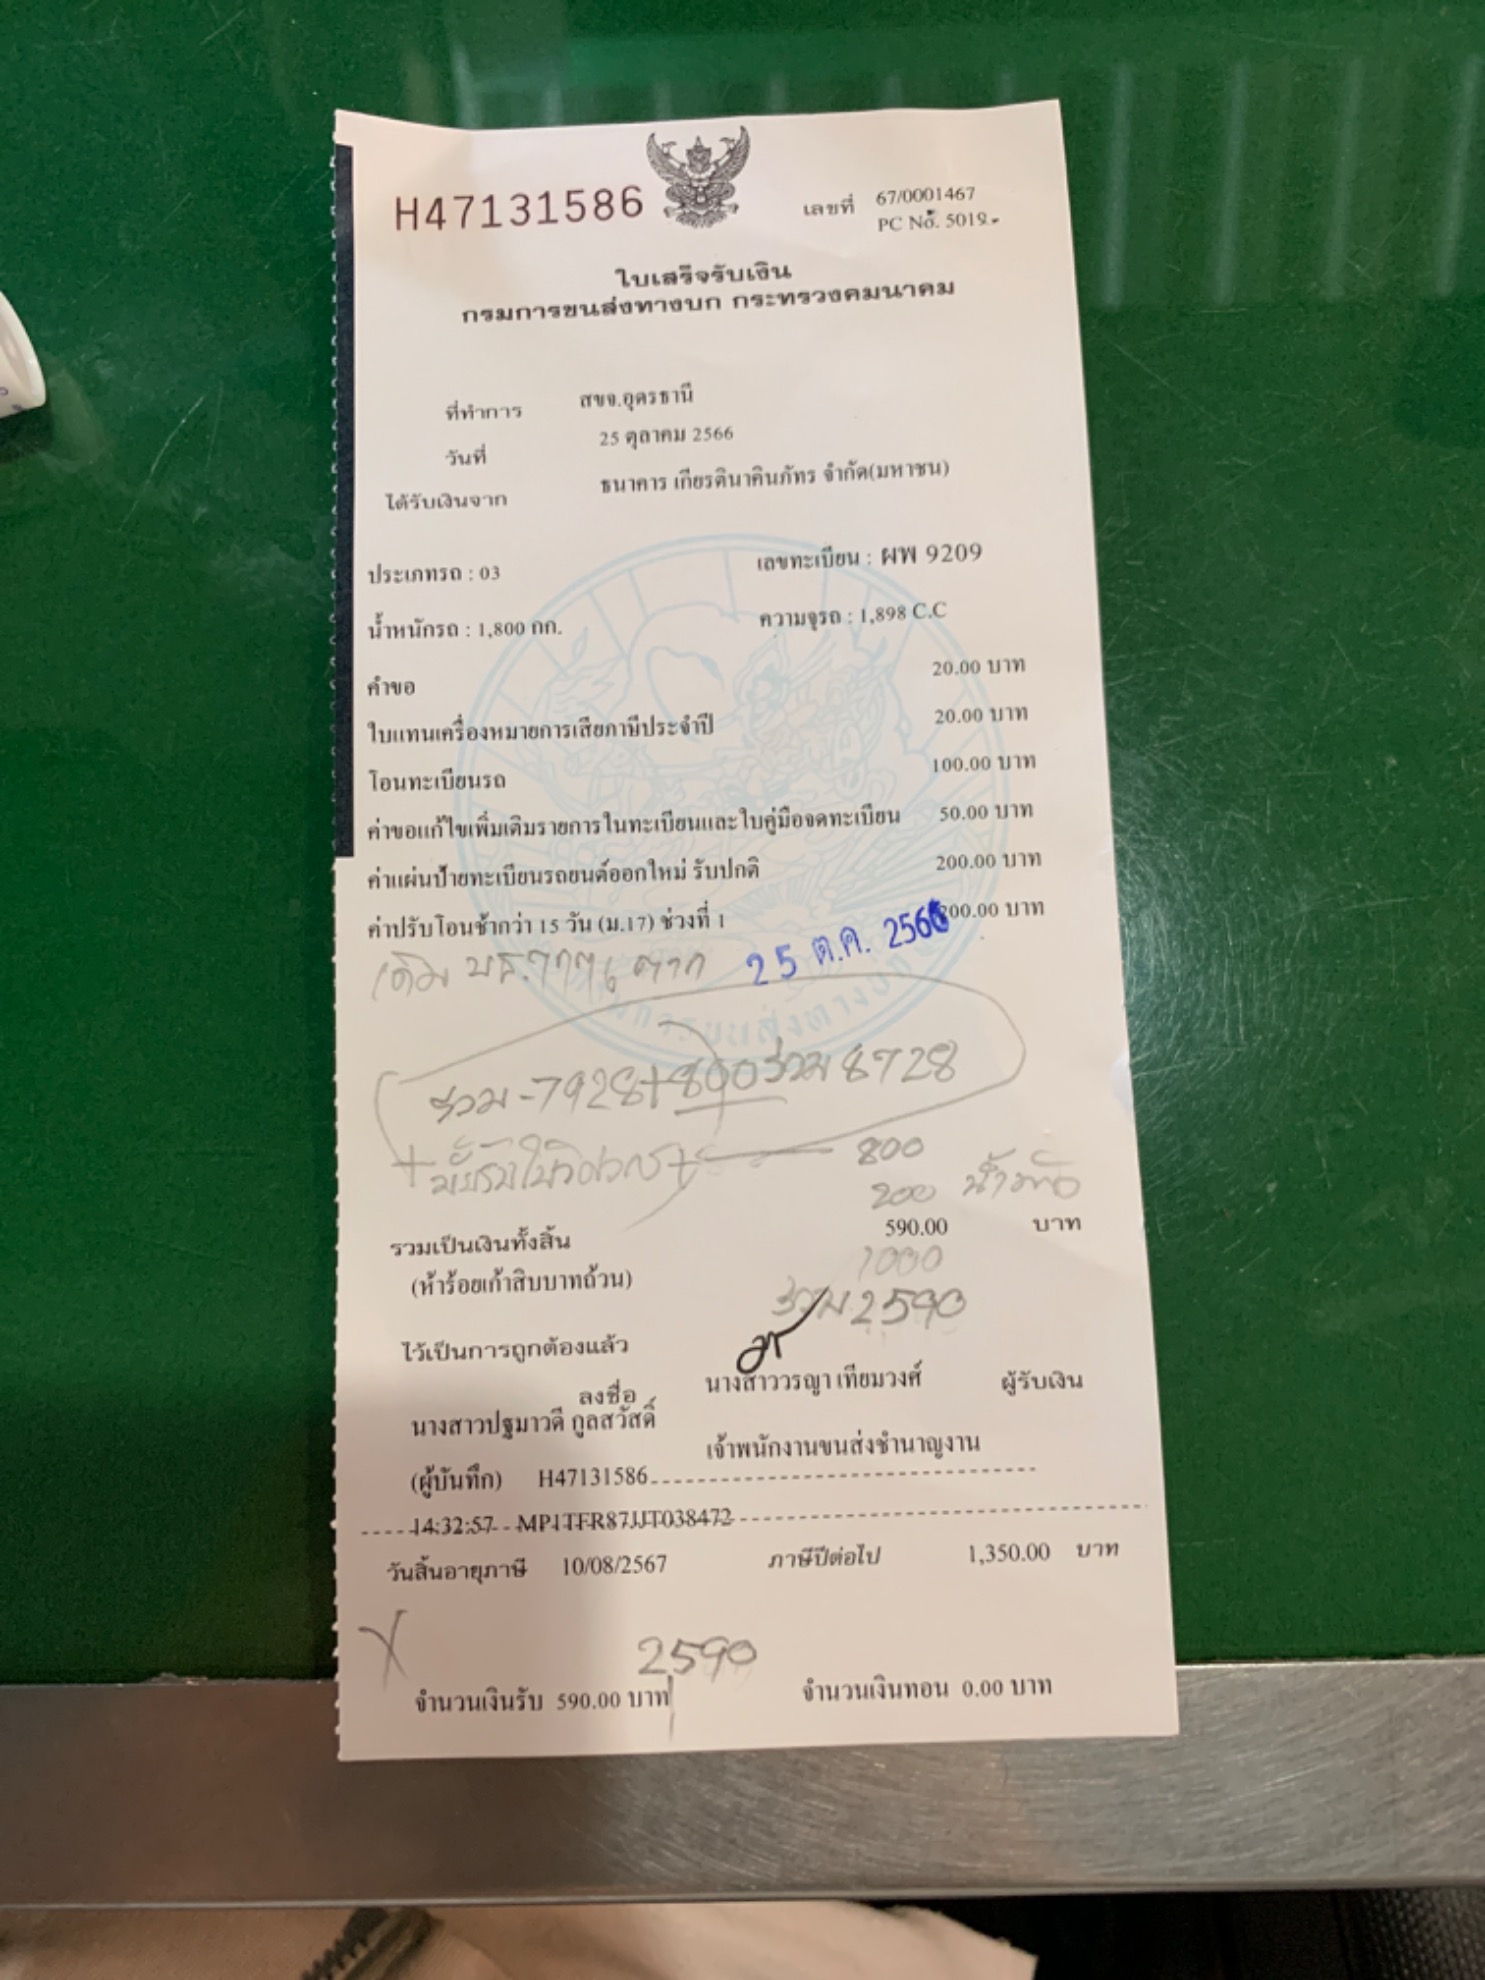 H47131586
เลขที่ 67/0001467
PC No. 5019
ใบเสร็จรับเงิน
กรมการขนส่งทางบก กระทรวงคมนาคม
ที่ทำการ สขจ.อุดรธานี
วันที่ 25 ตุลาคม 2566
ได้รับเงินจาก ธนาคาร เกียรตินาคินภัทร จำกัด(มหาชน)
ประเภทรถ : 03 เลขทะเบียน : ผพ 9209
น้ำหนักรถ : 1,800 กก. ความจุรถ : 1,898 C.C
คำขอ 20.00 บาท
ใบแทนเครื่องหมายการเสียภาษีประจำปี 20.00 บาท
โอนทะเบียนรถ 100.00 บาท
ค่าขอแก้ไขเพิ่มเติมรายการในทะเบียนและใบคู่มือจดทะเบียน 50.00 บาท
ค่าแผ่นป้ายทะเบียนรถยนต์ออกใหม่ รับปกติ 200.00 บาท
ค่าปรับโอนช้ากว่า 15 วัน (ม.17) ช่วงที่ 1 200.00 บาท
เดิม ตาก 25 ต.ค. 2566
รวม-7928+800 รวม 8728
+ 800
200
รวมเป็นเงินทั้งสิ้น 590.00 บาท
(ห้าร้อยเก้าสิบบาทถ้วน) 1000
รวม 2590
ไว้เป็นการถูกต้องแล้ว
ลงชื่อ นางสาววรญา เทียมวงศ์ ผู้รับเงิน
นางสาวปฐมาวดี กูลสวัสดิ์
เจ้าพนักงานขนส่งชำนาญงาน
(ผู้บันทึก) H47131586
14:32:57 MP1TFR87JJT038472
วันสิ้นอายุภาษี 10/08/2567 ภาษีปีต่อไป 1,350.00 บาท
2590
จำนวนเงินรับ 590.00 บาท จำนวนเงินทอน 0.00 บาท